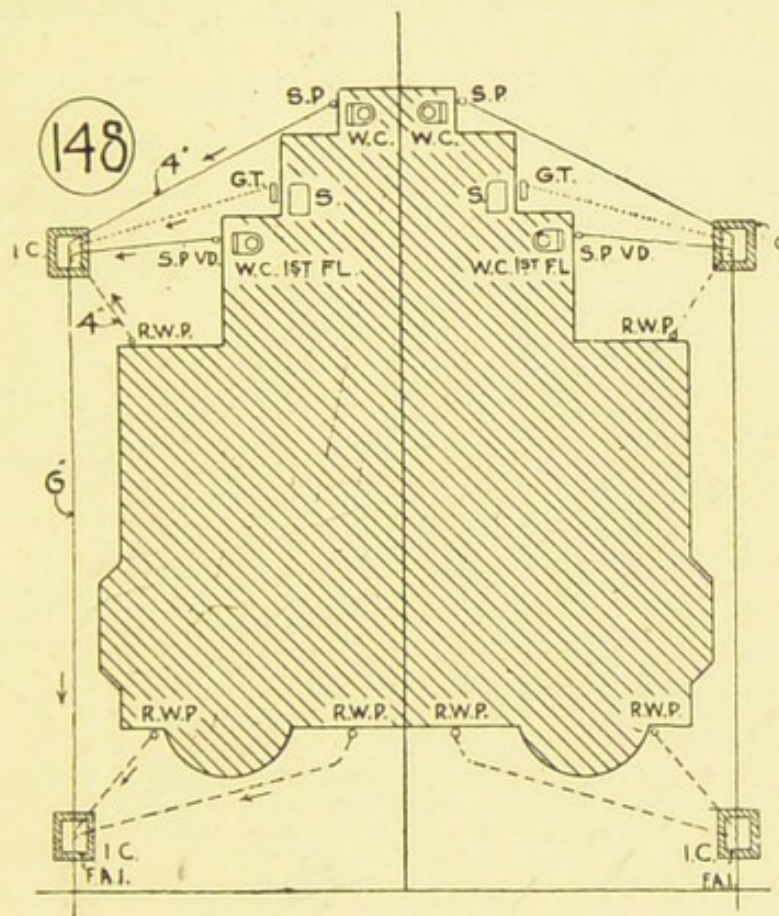 S.P
S.P.
148
W.C.
W.C.
4"
G.T.
G.T.
S.
S.
I C.
S.P VD.
W.C. 1ST FL.
W.C. 1ST FL
S.P VD.
4"
R.W.P.
R.W.P.
6"
R.W.P.
R.W.P.
R.W.P.
R.W.P.
I C.
I.C.
F.A.I.
F.A.I.